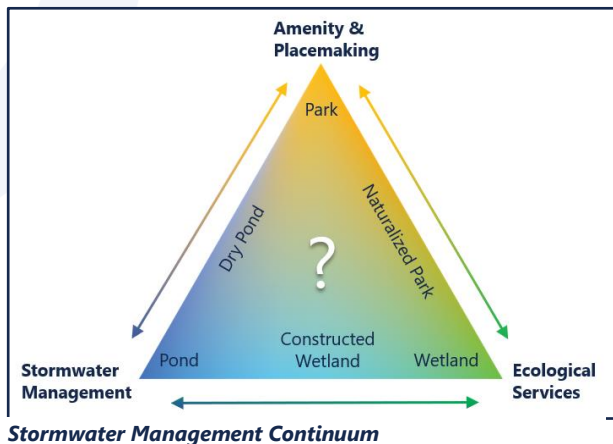 Amenity &
Placemaking
Park
Dry Pond
Naturalized Park
?
Constructed
Wetland
Pond
Wetland
Stormwater
Management
Ecological
Services
Stormwater Management Continuum